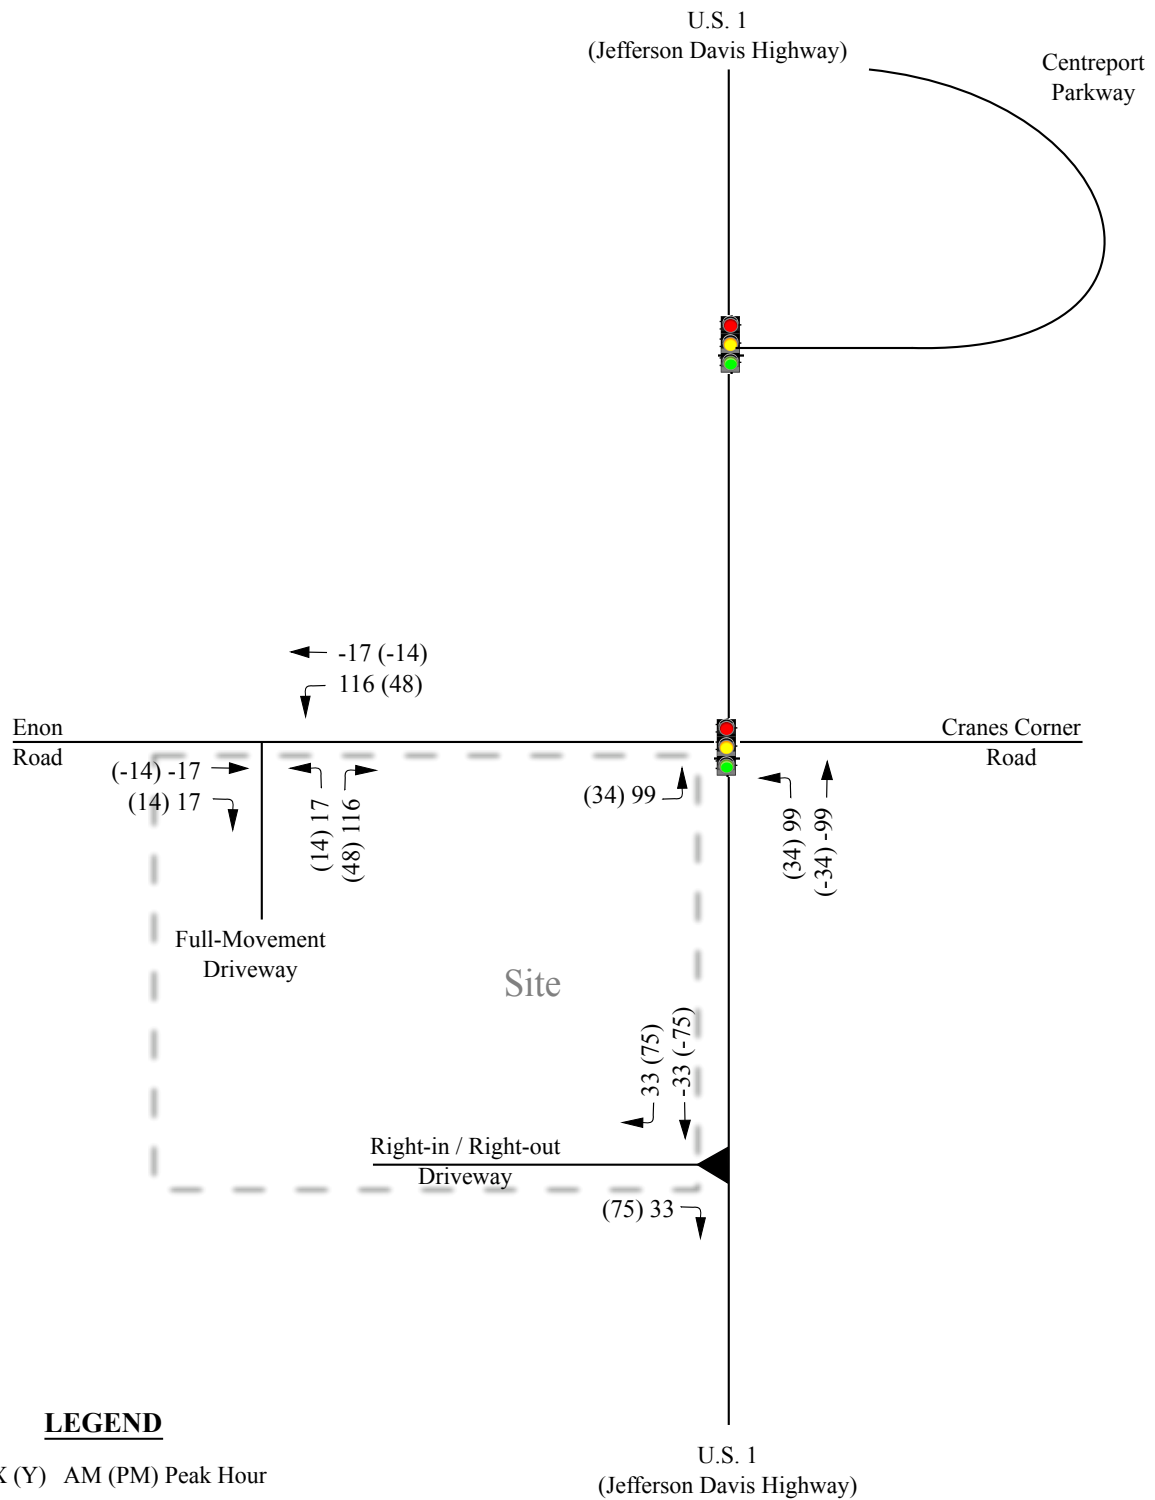 U.S. 1
(Jefferson Davis Highway)
Centreport
Parkway
-17 (-14)
116 (48)
Enon
Road
Cranes Corner
Road
(-14) -17
(14) 17
(14) 17
(48) 116
(34) 99
(34) 99
(-34) -99
Full-Movement
Driveway
Site
33 (75)
-33 (-75)
Right-in / Right-out
Driveway
(75) 33
LEGEND
X (Y) AM (PM) Peak Hour
U.S. 1
(Jefferson Davis Highway)